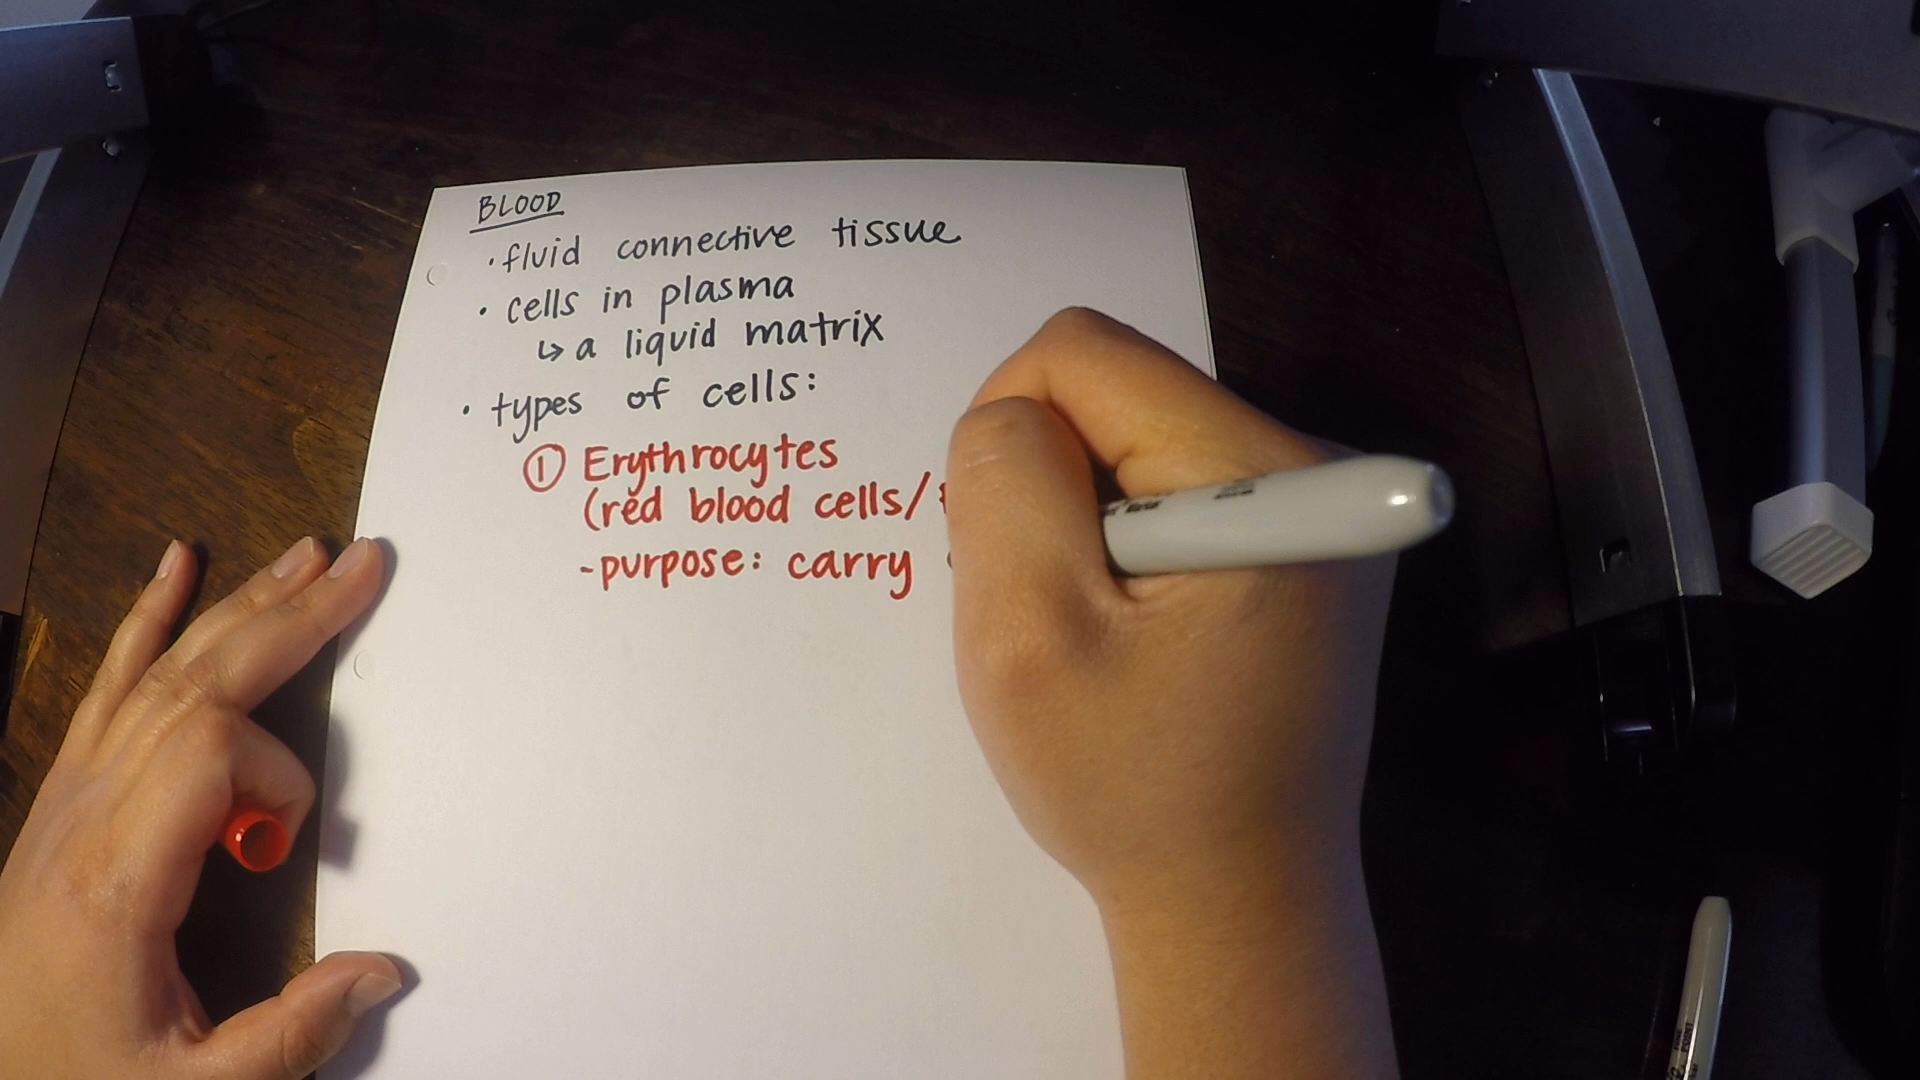 BLOOD
• fluid connective tissue
• cells in plasma
↳ a liquid matrix
• types of cells:
① Erythrocytes
(red blood cells/
- purpose: carry